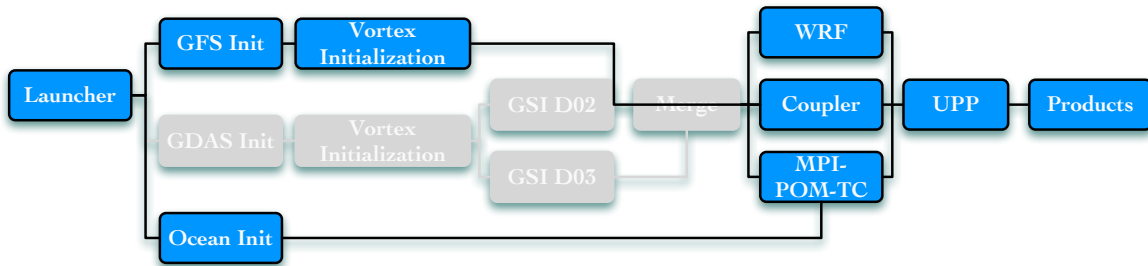 Launcher
GFS Init
Vortex
Initialization
GDAS Init
Vortex
Initialization
GSI D02
GSI D03
Merge
Ocean Init
WRF
Coupler
MPI-
POM-TC
UPP
Products